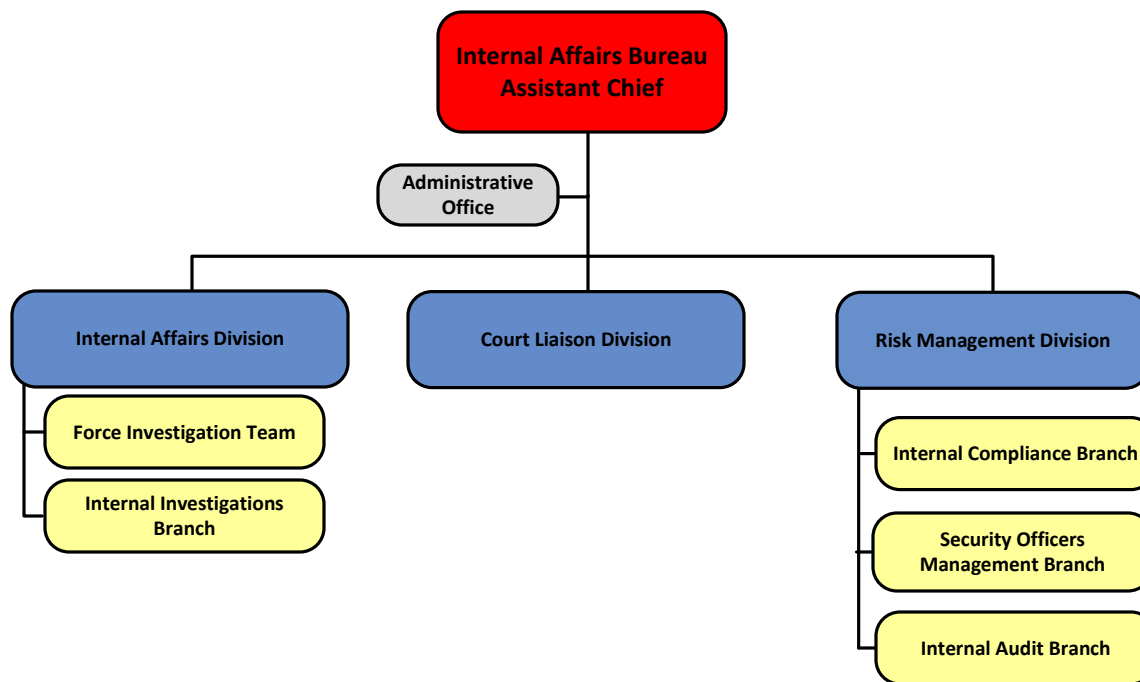 Internal Affairs Bureau
Assistant Chief
Administrative
Office
Internal Affairs Division
Court Liaison Division
Risk Management Division
Force Investigation Team
Internal Investigations
Branch
Internal Compliance Branch
Security Officers
Management Branch
Internal Audit Branch